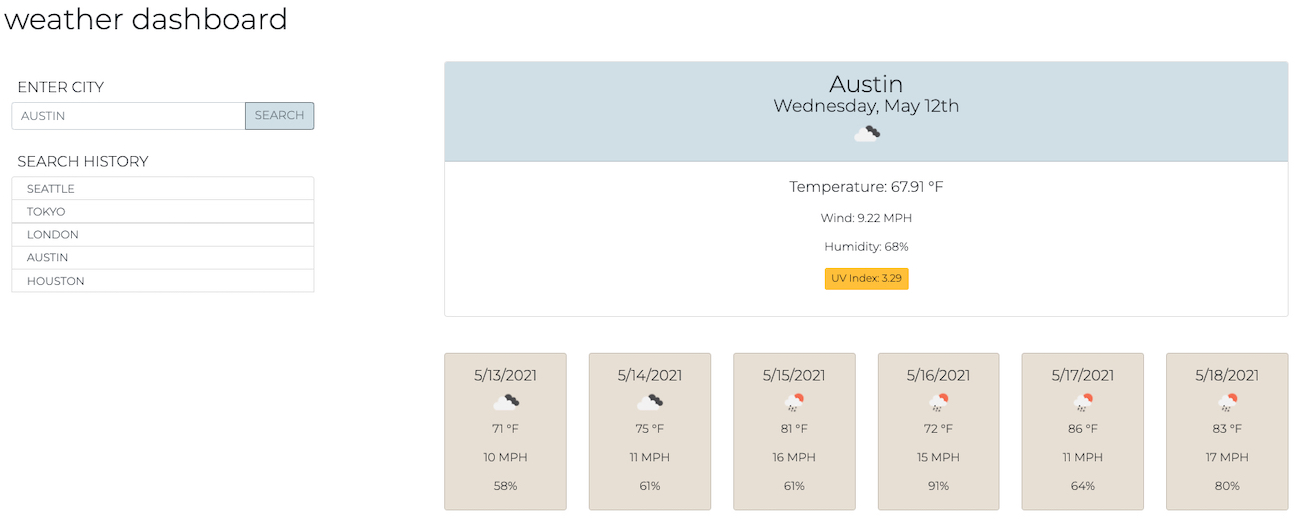 weather dashboard
ENTER CITY
AUSTIN
SEARCH
SEARCH HISTORY
SEATTLE
TOKYO
LONDON
AUSTIN
HOUSTON
Austin
Wednesday, May 12th
Temperature: 67.91 °F
Wind: 9.22 MPH
Humidity: 68%
UV Index: 3.29
5/13/2021
71 °F
10 MPH
58%
5/14/2021
75 °F
11 MPH
61%
5/15/2021
81 °F
16 MPH
61%
5/16/2021
72 °F
15 MPH
91%
5/17/2021
86 °F
11 MPH
64%
5/18/2021
83 °F
17 MPH
80%